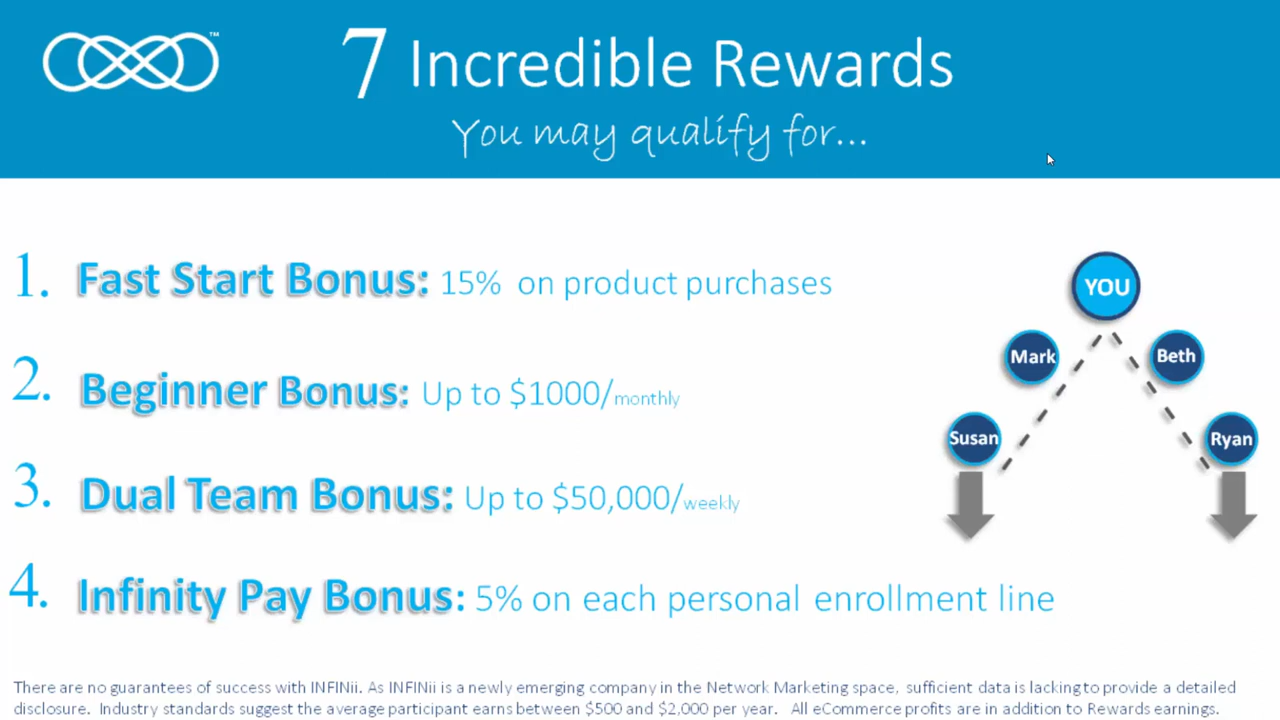 ™
7 Incredible Rewards
You may qualify for...
1. Fast Start Bonus: 15% on product purchases
2. Beginner Bonus: Up to $1000/monthly
3. Dual Team Bonus: Up to $50,000/weekly
4. Infinity Pay Bonus: 5% on each personal enrollment line
YOU
Mark Beth
Susan Ryan
There are no guarantees of success with INFINii. As INFINii is a newly emerging company in the Network Marketing space, sufficient data is lacking to provide a detailed
disclosure. Industry standards suggest the average participant earns between $500 and $2,000 per year. All eCommerce profits are in addition to Rewards earnings.